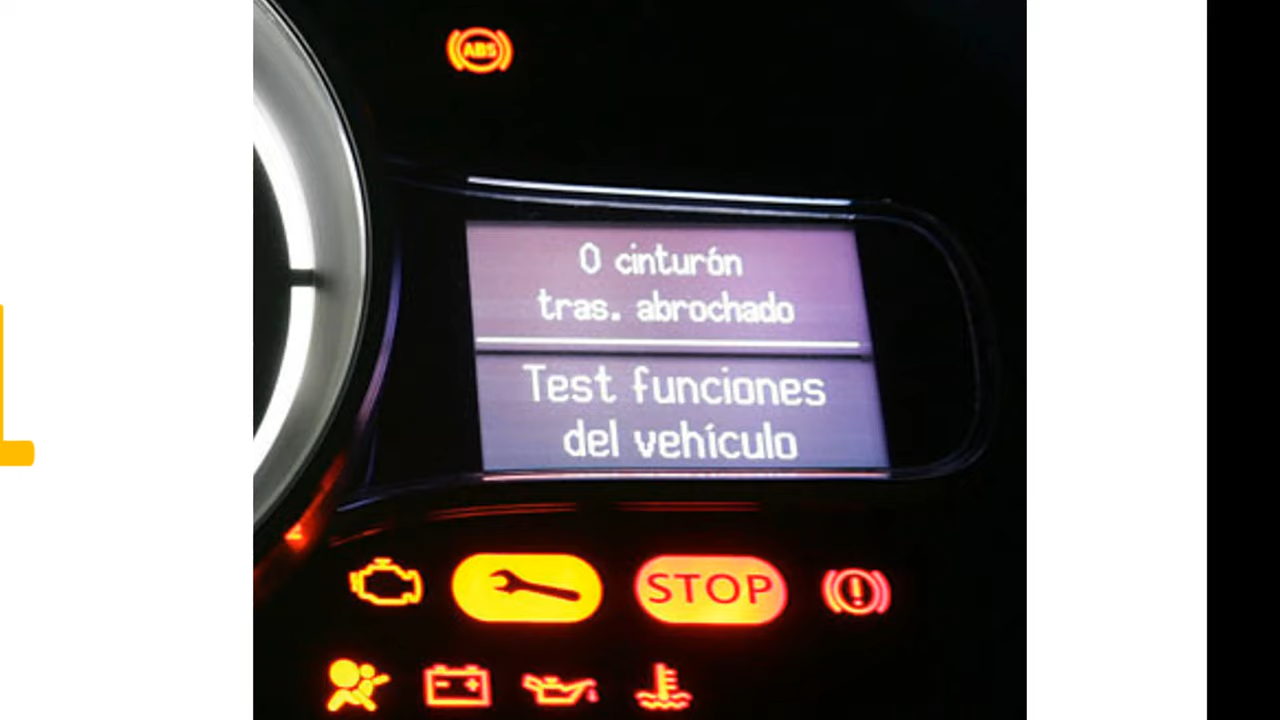 ABS
0 cinturón
tras. abrochado
Test funciones
del vehículo
STOP